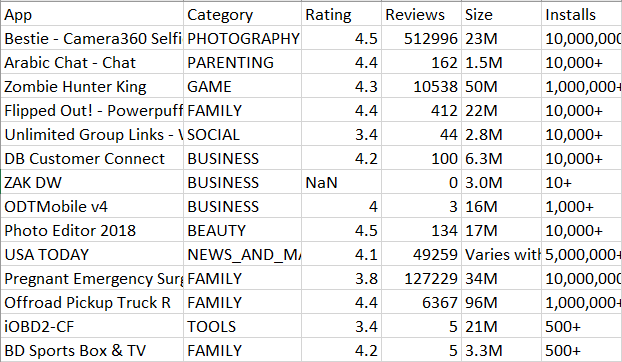 App Category Rating Reviews Size Installs
Bestie - Camera360 Selfi PHOTOGRAPHY 4.5 512996 23M 10,000,000
Arabic Chat - Chat PARENTING 4.4 162 1.5M 10,000+
Zombie Hunter King GAME 4.3 10538 50M 1,000,000+
Flipped Out! - Powerpuff FAMILY 4.4 412 22M 10,000+
Unlimited Group Links - SOCIAL 3.4 44 2.8M 10,000+
DB Customer Connect BUSINESS 4.2 100 6.3M 10,000+
ZAK DW BUSINESS NaN 0 3.0M 10+
ODTMobile v4 BUSINESS 4 3 16M 1,000+
Photo Editor 2018 BEAUTY 4.5 134 17M 10,000+
USA TODAY NEWS_AND_MA 4.1 49259 Varies with 5,000,000+
Pregnant Emergency Surg FAMILY 3.8 127229 34M 10,000,000
Offroad Pickup Truck R FAMILY 4.4 6367 96M 1,000,000+
iOBD2-CF TOOLS 3.4 5 21M 500+
BD Sports Box & TV FAMILY 4.2 5 3.3M 500+